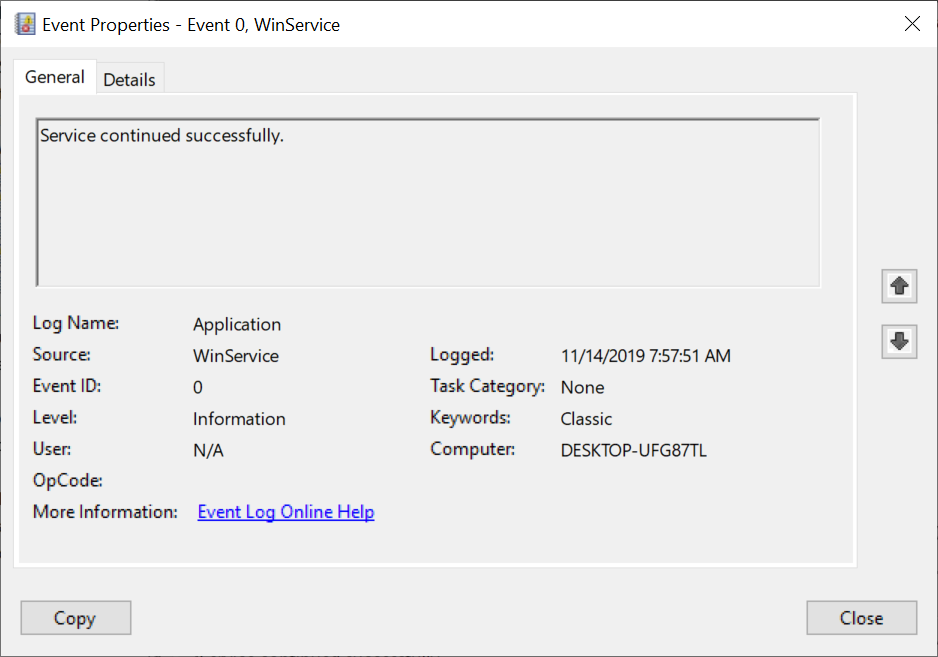 Event Properties - Event 0, WinService
General Details
Service continued successfully.
Log Name: Application
Source: WinService Logged: 11/14/2019 7:57:51 AM
Event ID: 0 Task Category: None
Level: Information Keywords: Classic
User: N/A Computer: DESKTOP-UFG87TL
OpCode:
More Information: Event Log Online Help
Copy Close